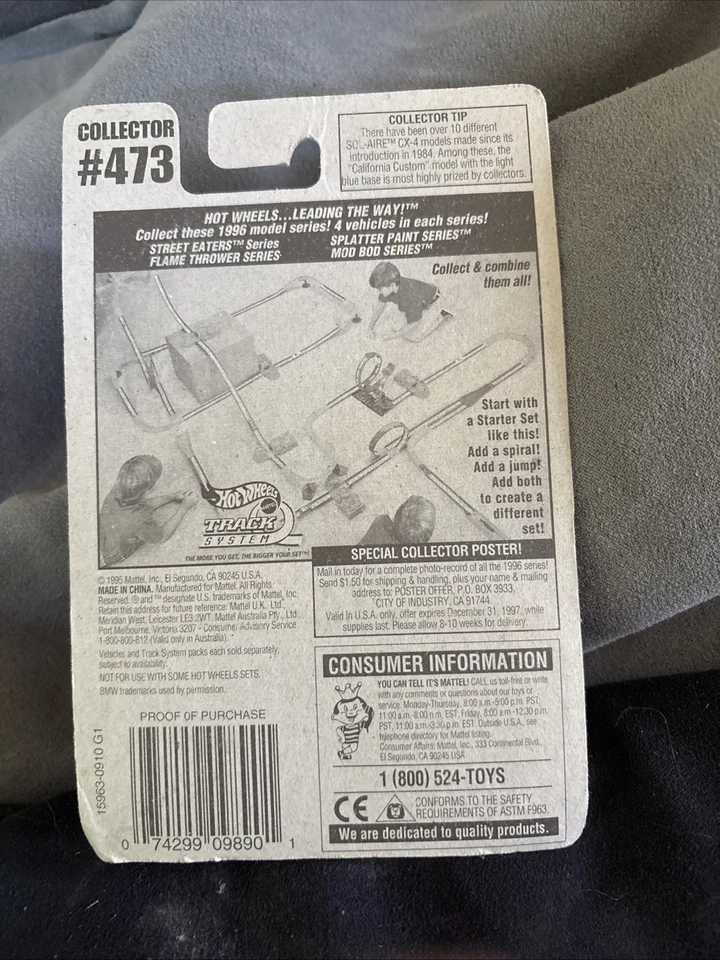 COLLECTOR
#473
COLLECTOR TIP
There have been over 10 different
SOL-AIRE™ CX-4 models made since its
introduction in 1984. Among these, the
"California Custom" model with the light
blue base is most highly prized by collectors.
HOT WHEELS...LEADING THE WAY!™
Collect these 1996 model series! 4 vehicles in each series!
STREET EATERS™ Series
FLAME THROWER SERIES
SPLATTER PAINT SERIES™
MOD BOD SERIES™
Collect & combine
them all!
Start with
a Starter Set
like this!
Add a spiral!
Add a jump!
Add both
to create a
different
set!
Hot Wheels
MATTEL
TRACK
SYSTEM
THE MORE YOU GET, THE BIGGER YOUR SET!™
SPECIAL COLLECTOR POSTER!
Mail in today for a complete photo-record of all the 1996 series!
Send $1.50 for shipping & handling, plus your name & mailing
address to: POSTER OFFER, P.O. BOX 3933,
CITY OF INDUSTRY, CA 91744.
Valid in U.S.A. only, offer expires December 31, 1997, while
supplies last. Please allow 8-10 weeks for delivery.
© 1995 Mattel, Inc., El Segundo, CA 90245 U.S.A.
MADE IN CHINA. Manufactured for Mattel. All Rights
Reserved. ® and ™ designate U.S. trademarks of Mattel, Inc.
Retain this address for future reference: Mattel U.K. Ltd.,
Meridian West, Leicester LE3 2WT. Mattel Australia Pty., Ltd.,
Port Melbourne, Victoria 3207 - Consumer Advisory Service
1-800-800-812 (valid only in Australia).
Vehicles and Track System packs each sold separately,
subject to availability.
NOT FOR USE WITH SOME HOT WHEELS SETS.
BMW trademarks used by permission.
CONSUMER INFORMATION
YOU CAN TELL IT'S MATTEL! CALL us toll-free or write
with any comments or questions about our toys or
service. Monday-Thursday, 8:00 a.m.-5:00 p.m. PST,
11:00 a.m.-8:00 p.m. EST, Friday, 8:00 a.m.-12:30 p.m.
PST, 11:00 a.m.-3:30 p.m. EST. Outside U.S.A., see
telephone directory for Mattel listing.
Consumer Affairs, Mattel, Inc., 333 Continental Blvd.,
El Segundo, CA 90245 USA
1 (800) 524-TOYS
CE
CONFORMS TO THE SAFETY
REQUIREMENTS OF ASTM F963.
We are dedicated to quality products.
PROOF OF PURCHASE
15963-0910 G1
0 74299 09890 1